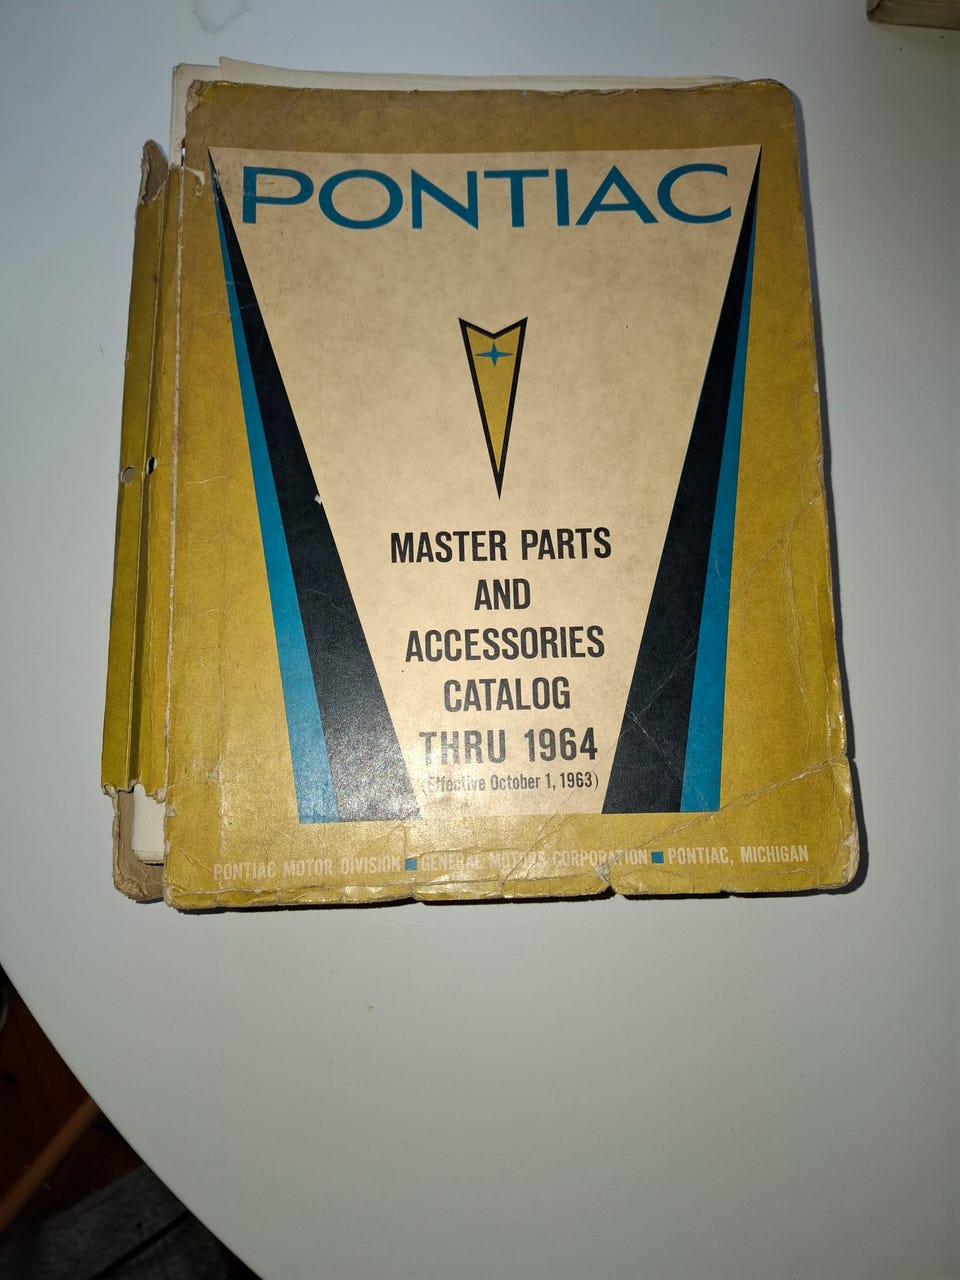 PONTIAC
MASTER PARTS
AND
ACCESSORIES
CATALOG
THRU 1964
(Effective October 1, 1963)
PONTIAC MOTOR DIVISION ■ GENERAL MOTORS CORPORATION ■ PONTIAC, MICHIGAN